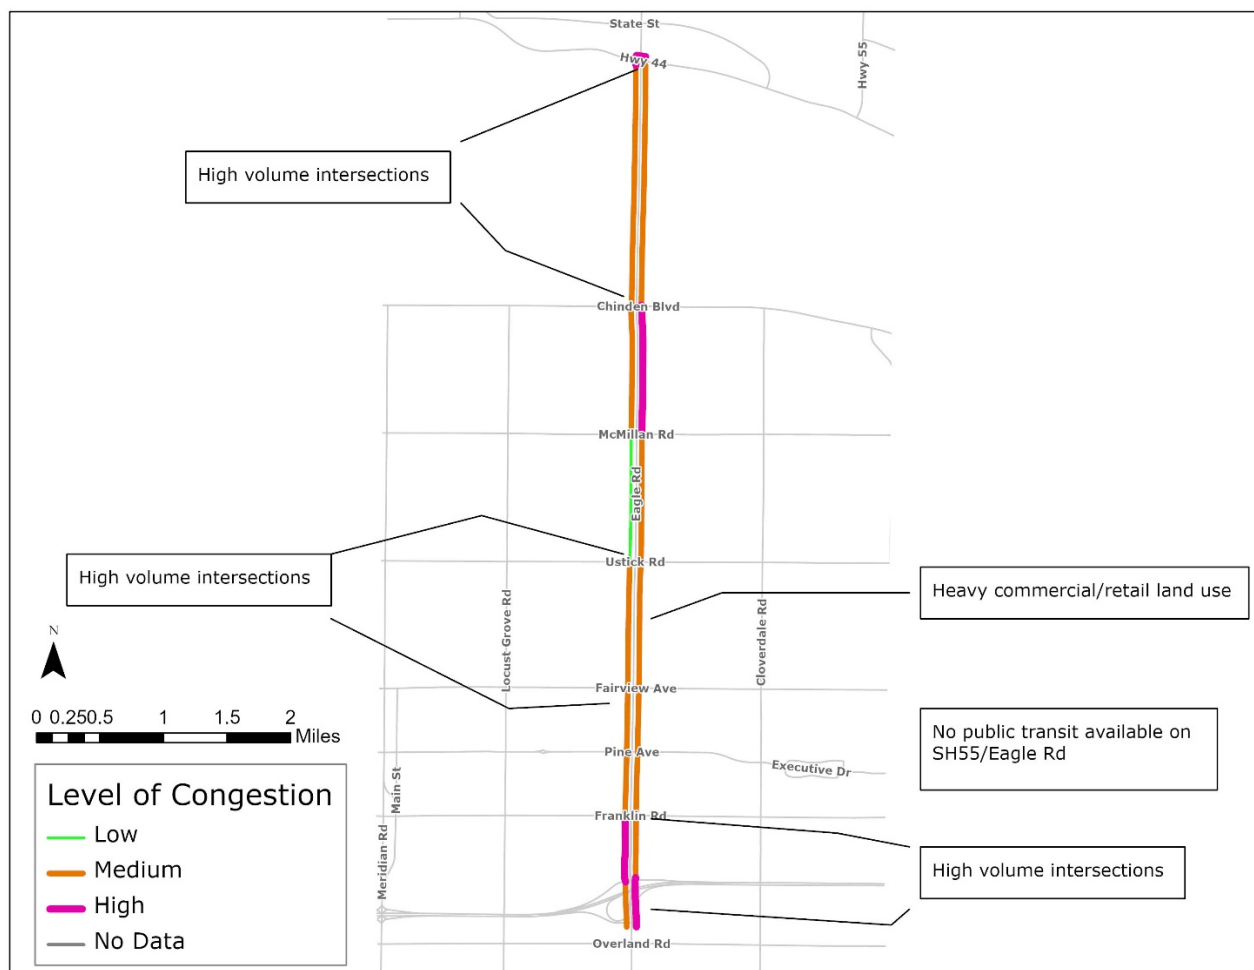 State St
Hwy 44
Hwy 55
High volume intersections
Chinden Blvd
McMillan Rd
Eagle Rd
Ustick Rd
High volume intersections
Heavy commercial/retail land use
Locust Grove Rd
Cloverdale Rd
Fairview Ave
N
0 0.250.5 1 1.5 2
Miles
No public transit available on
SH55/Eagle Rd
Pine Ave
Executive Dr
Main St
Franklin Rd
Meridian Rd
High volume intersections
Overland Rd
Level of Congestion
Low
Medium
High
No Data